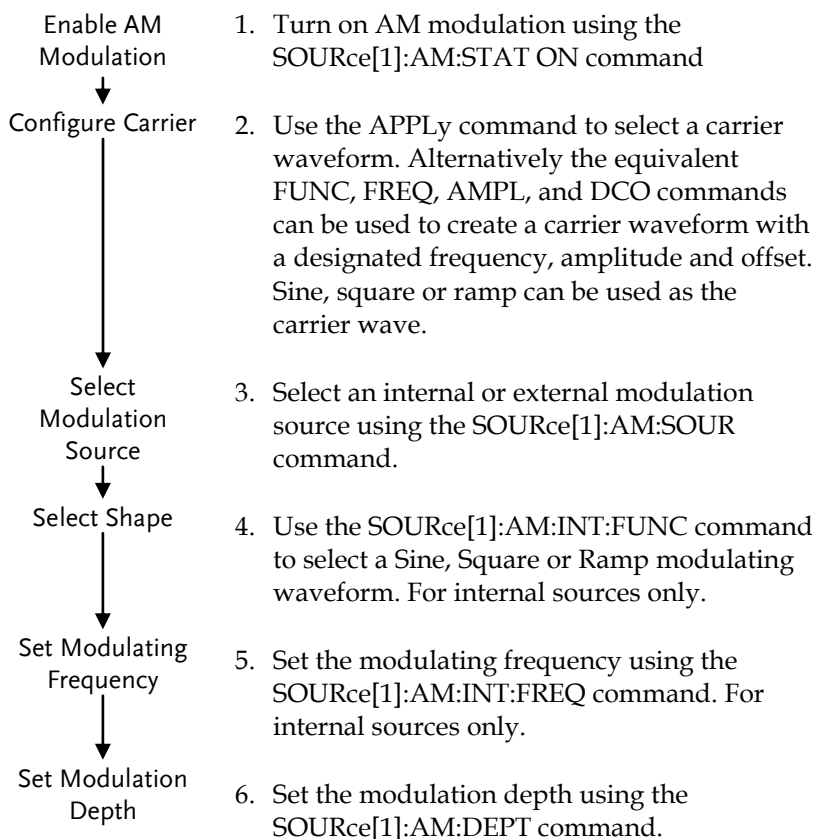 Enable AM
Modulation
1. Turn on AM modulation using the
SOURce[1]:AM:STAT ON command
Configure Carrier
2. Use the APPLy command to select a carrier
waveform. Alternatively the equivalent
FUNC, FREQ, AMPL, and DCO commands
can be used to create a carrier waveform with
a designated frequency, amplitude and offset.
Sine, square or ramp can be used as the
carrier wave.
Select
Modulation
Source
3. Select an internal or external modulation
source using the SOURce[1]:AM:SOUR
command.
Select Shape
4. Use the SOURce[1]:AM:INT:FUNC command
to select a Sine, Square or Ramp modulating
waveform. For internal sources only.
Set Modulating
Frequency
5. Set the modulating frequency using the
SOURce[1]:AM:INT:FREQ command. For
internal sources only.
Set Modulation
Depth
6. Set the modulation depth using the
SOURce[1]:AM:DEPT command.